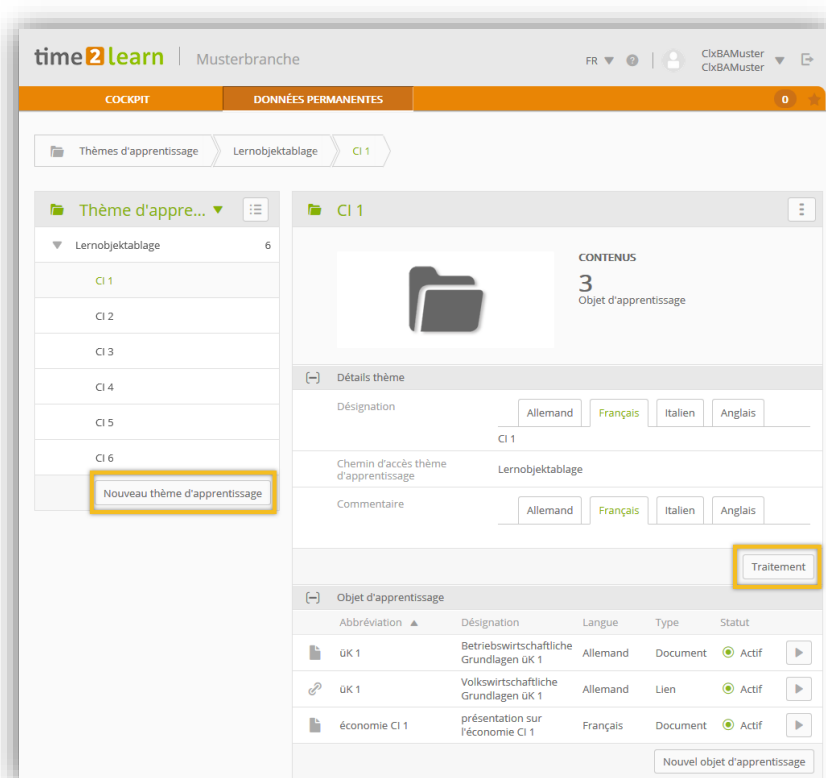 time2learn Musterbranche
FR
ClxBAMuster
ClxBAMuster
COCKPIT
DONNÉES PERMANENTES
0
Thèmes d'apprentissage
Lernobjektablage
CI 1
Thème d'appre...
Lernobjektablage 6
CI 1
CI 2
CI 3
CI 4
CI 5
CI 6
Nouveau thème d'apprentissage
CI 1
CONTENUS
3
Objet d'apprentissage
Détails thème
Désignation
Allemand Français Italien Anglais
CI 1
Chemin d'accès thème
d'apprentissage
Lernobjektablage
Commentaire
Allemand Français Italien Anglais
Traitement
Objet d'apprentissage
Abbréviation Désignation Langue Type Statut
üK 1
Betriebswirtschaftliche
Grundlagen üK 1
Allemand Document Actif
üK 1
Volkswirtschaftliche
Grundlagen üK 1
Allemand Lien Actif
économie CI 1
présentation sur
l'économie CI 1
Français Document Actif
Nouvel objet d'apprentissage